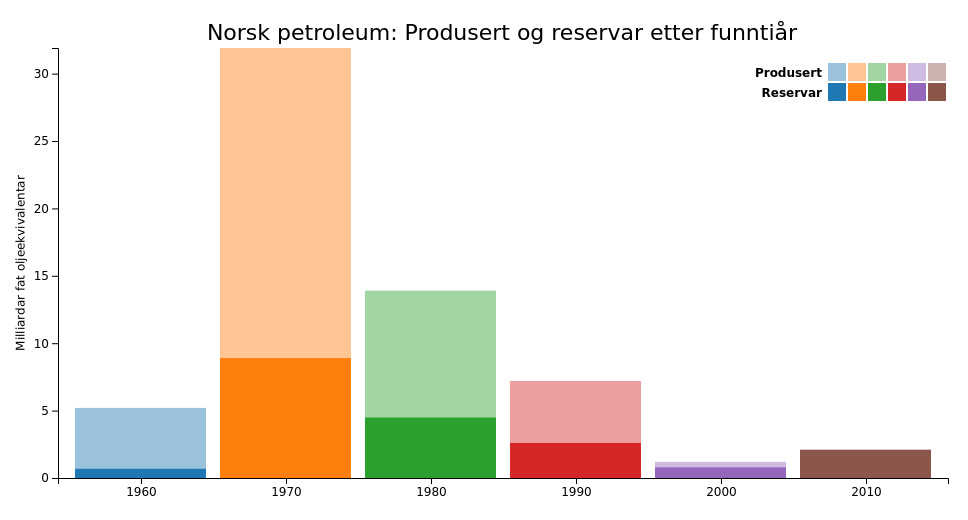 Norsk petroleum: Produsert og reservar etter funntiår
Produsert
Reservar
Milliardar fat oljeekvivalentar
30
25
20
15
10
5
0
1960 1970 1980 1990 2000 2010